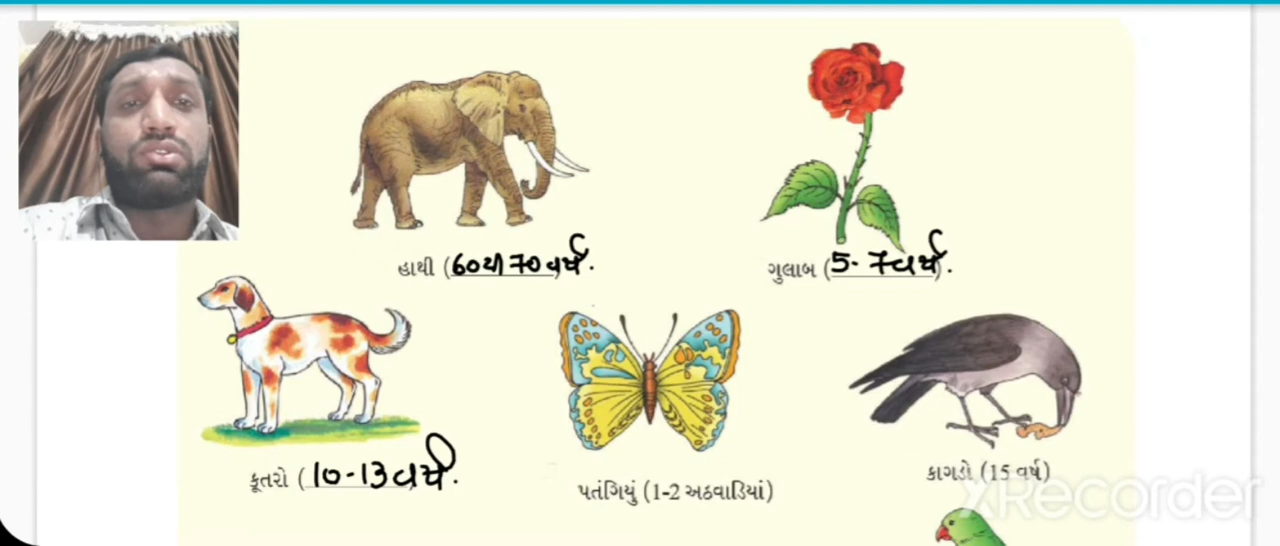 હાથી (60થી 70 વર્ષ.
ગુલાબ (5-7 વર્ષ).
કૂતરો (10-13 વર્ષ.
પતંગિયું (1-2 અઠવાડિયાં)
કાગડો (15 વર્ષ)
XRecorder